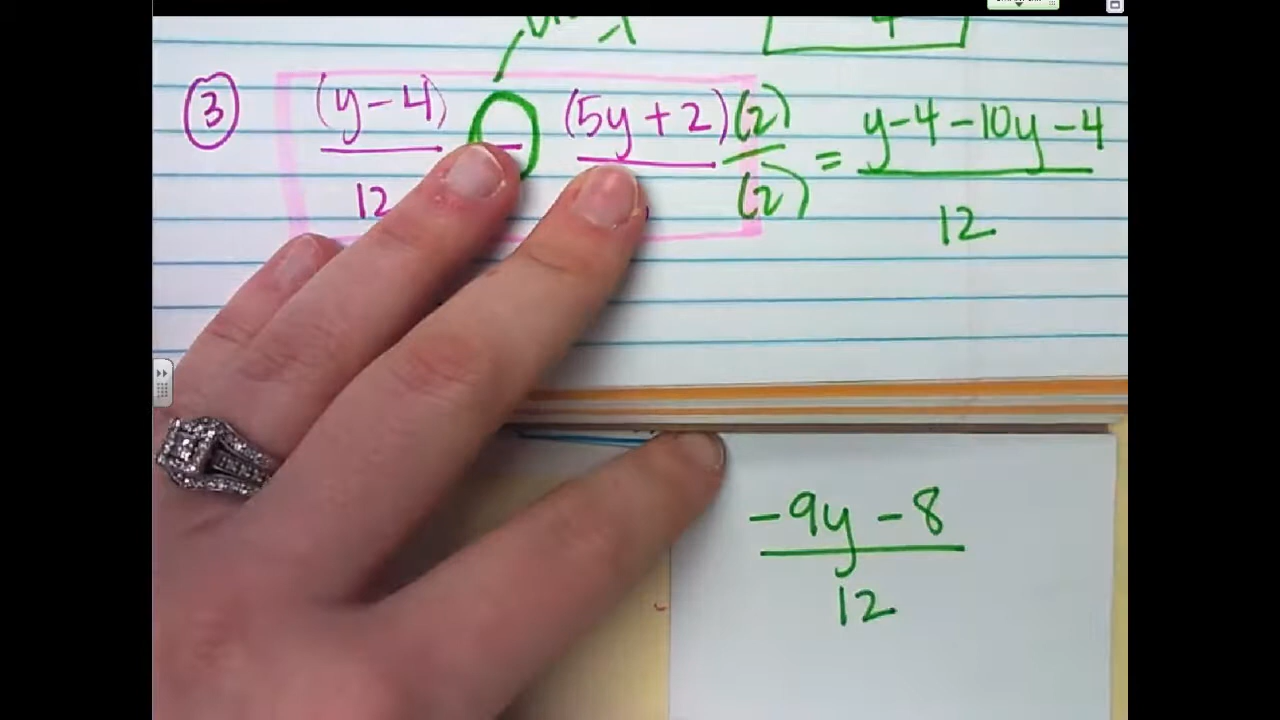 ③ (y-4)/12 - (5y+2)(2)/(2) = y-4-10y-4/12
-9y-8/12